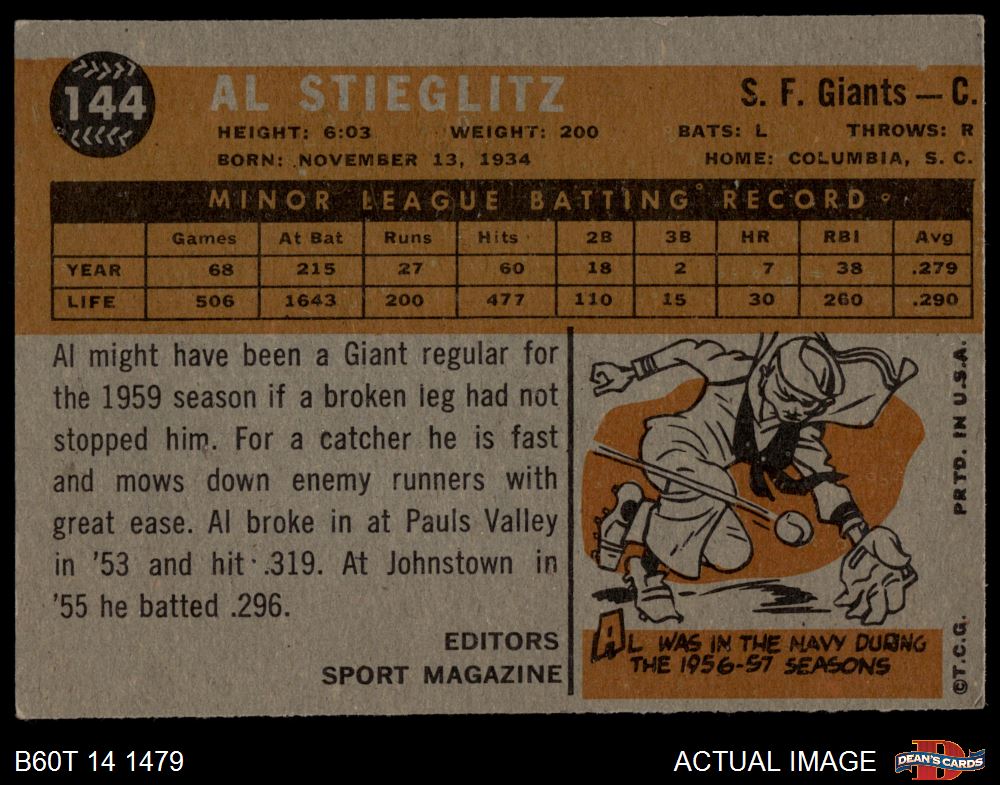 144
AL STIEGLITZ
S. F. Giants — C.
HEIGHT: 6:03 WEIGHT: 200 BATS: L THROWS: R
BORN: NOVEMBER 13, 1934 HOME: COLUMBIA, S. C.
MINOR LEAGUE BATTING RECORD
Games At Bat Runs Hits 2B 3B HR RBI Avg
YEAR 68 215 27 60 18 2 7 38 .279
LIFE 506 1643 200 477 110 15 30 260 .290
Al might have been a Giant regular for
the 1959 season if a broken leg had not
stopped him. For a catcher he is fast
and mows down enemy runners with
great ease. Al broke in at Pauls Valley
in '53 and hit .319. At Johnstown in
'55 he batted .296.
EDITORS
SPORT MAGAZINE
AL WAS IN THE NAVY DURING
THE 1956-57 SEASONS
©T.C.G. PRTD. IN U.S.A.
B60T 14 1479
ACTUAL IMAGE
D
DEAN'S CARDS